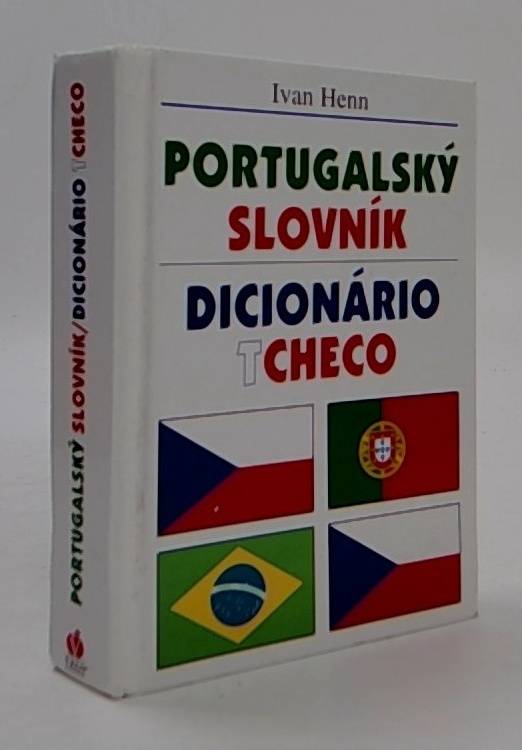 Ivan Henn
PORTUGALSKÝ
SLOVNÍK
DICIONÁRIO
TCHECO
PORTUGALSKÝ SLOVNÍK/DICIONÁRIO TCHECO